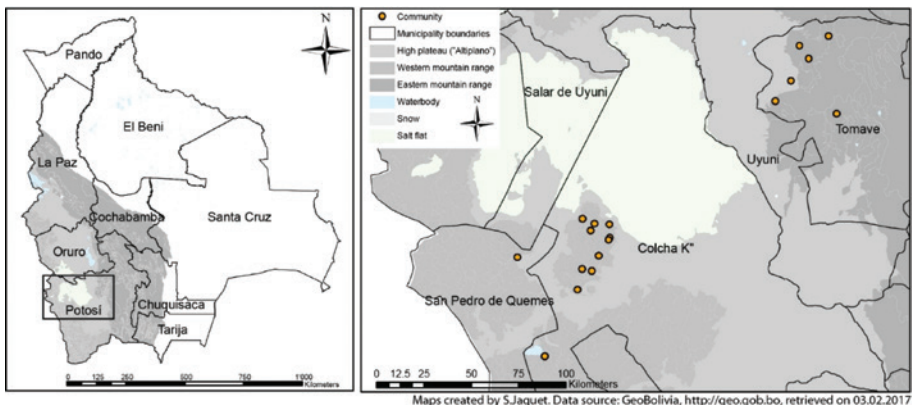 N
Pando
El Beni
La Paz
Cochabamba
Santa Cruz
Oruro
Potosí
Chuquisaca
Tarija
0 125 250 500 750 1'000
Kilometers
Community
Municipality boundaries
High plateau ("Altiplano")
Western mountain range
Eastern mountain range
Waterbody
Snow
Salt flat
N
Salar de Uyuni
Tomave
Uyuni
Colcha K"
San Pedro de Quemes
0 12.5 25 50 75 100
Kilometers
Maps created by S.Jaquet. Data source: GeoBolivia, http://geo.gob.bo, retrieved on 03.02.2017